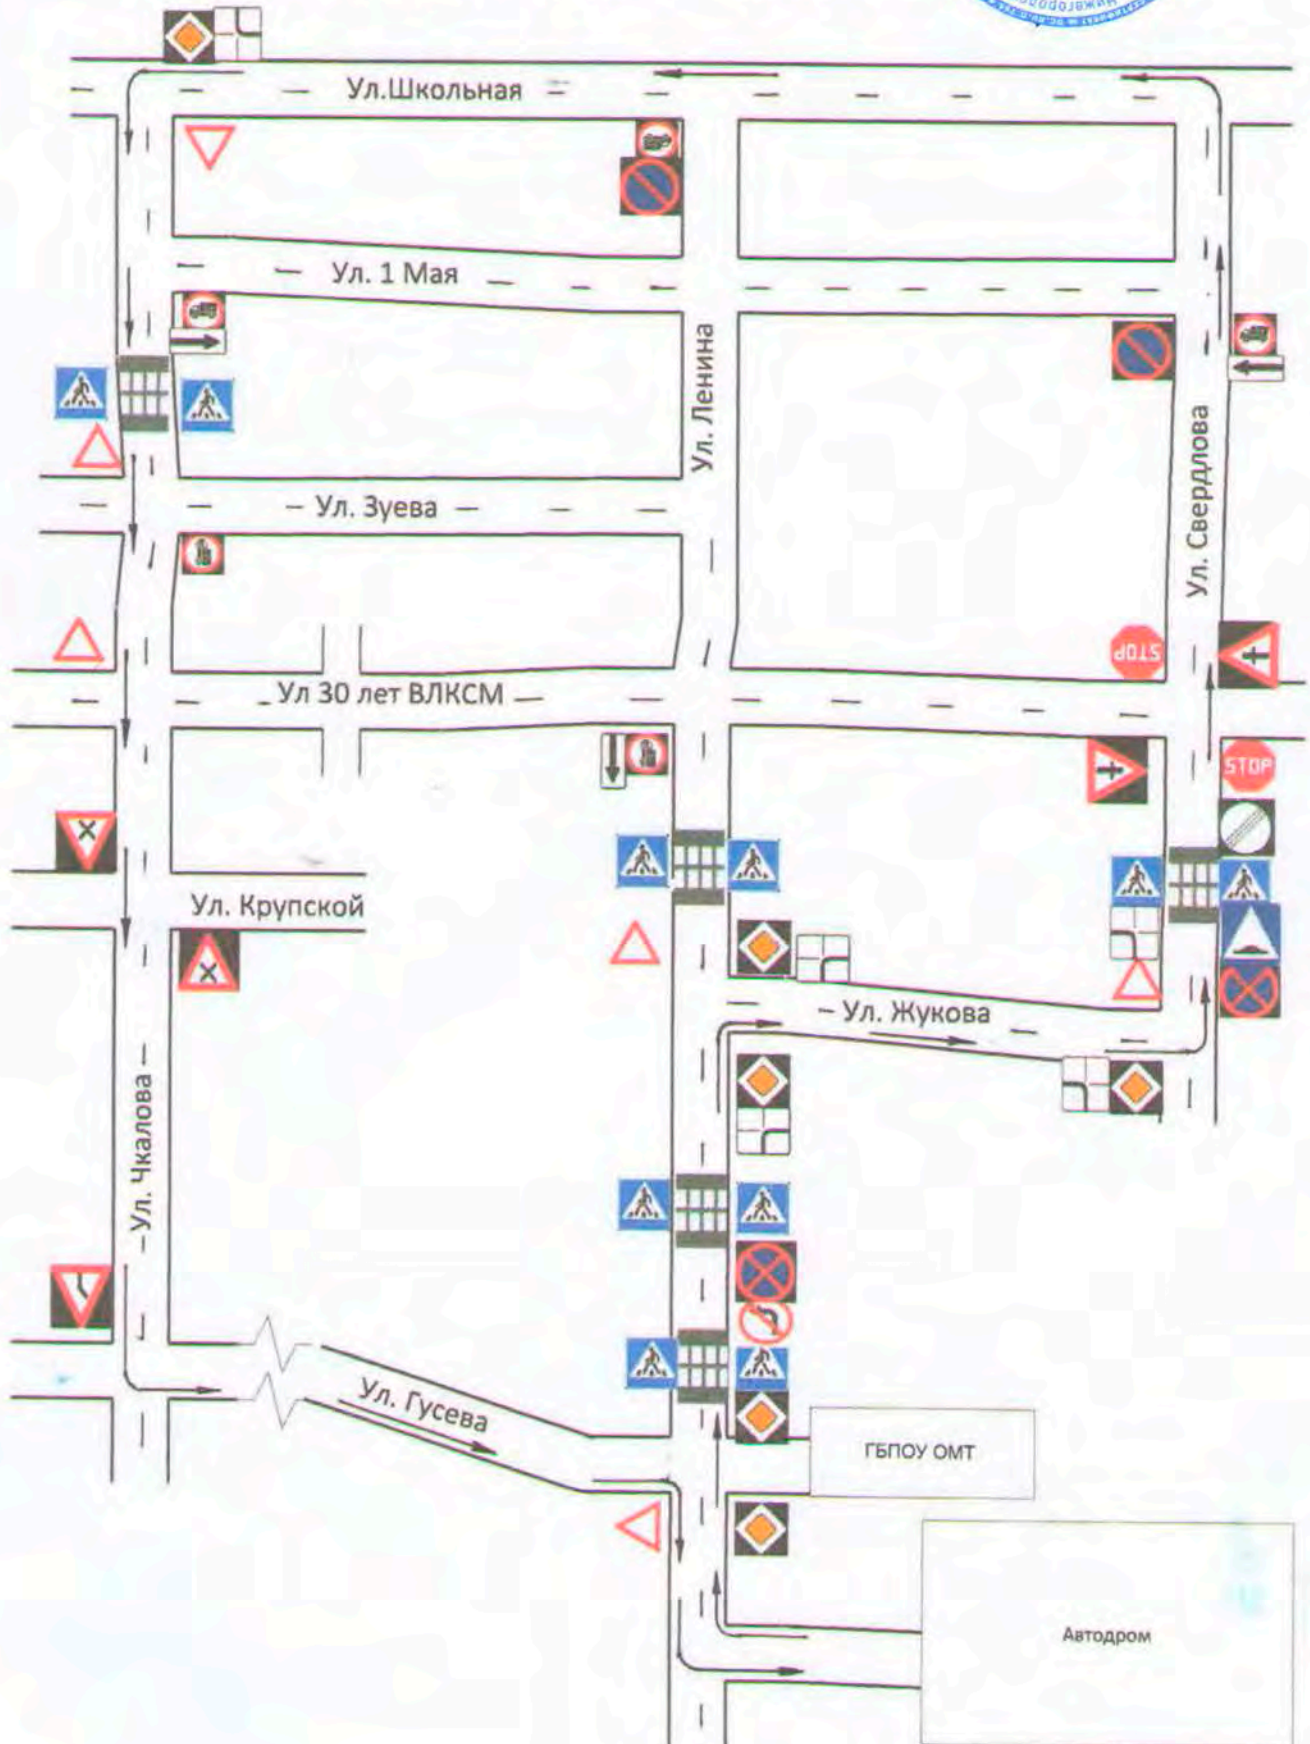 Ул.Школьная
Ул. 1 Мая
Ул. Ленина
Ул. Свердлова
– Ул. Зуева –
STOP
Ул 30 лет ВЛКСМ –
STOP
Ул. Крупской
– Ул. Жукова
–Ул. Чкалова –
Ул. Гусева
ГБПОУ ОМТ
Автодром